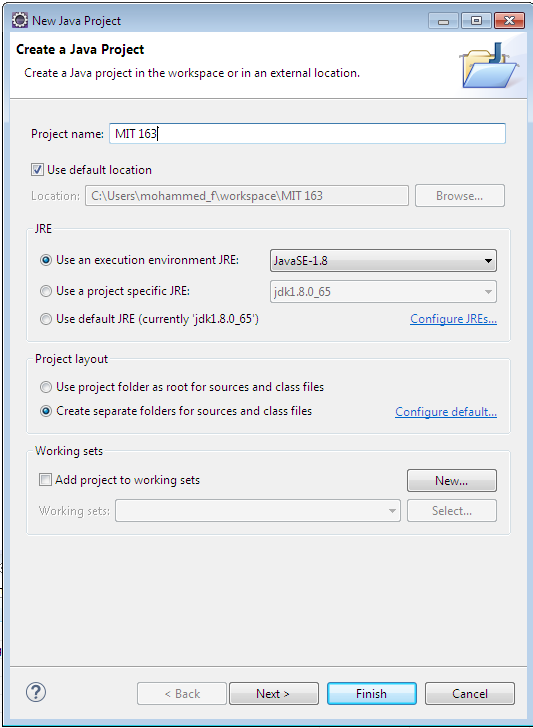 New Java Project
Create a Java Project
Create a Java project in the workspace or in an external location.
Project name: MIT 163
Use default location
Location: C:\Users\mohammed_f\workspace\MIT 163 Browse...
JRE
Use an execution environment JRE: JavaSE-1.8
Use a project specific JRE: jdk1.8.0_65
Use default JRE (currently 'jdk1.8.0_65') Configure JREs...
Project layout
Use project folder as root for sources and class files
Create separate folders for sources and class files Configure default...
Working sets
Add project to working sets New...
Working sets: Select...
? < Back Next > Finish Cancel